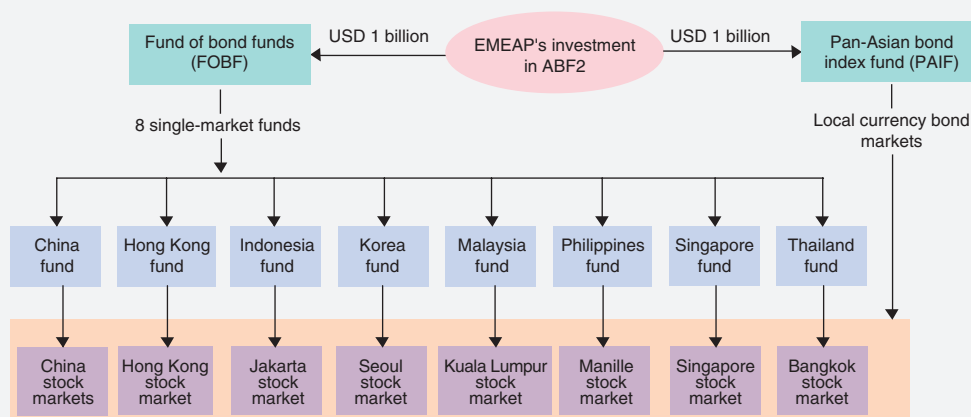 Fund of bond funds
(FOBF)
USD 1 billion
EMEAP's investment
in ABF2
USD 1 billion
Pan-Asian bond
index fund (PAIF)
8 single-market funds
Local currency bond
markets
China
fund
Hong Kong
fund
Indonesia
fund
Korea
fund
Malaysia
fund
Philippines
fund
Singapore
fund
Thailand
fund
China
stock
markets
Hong Kong
stock
market
Jakarta
stock
market
Seoul
stock
market
Kuala Lumpur
stock
market
Manille
stock
market
Singapore
stock
market
Bangkok
stock
market